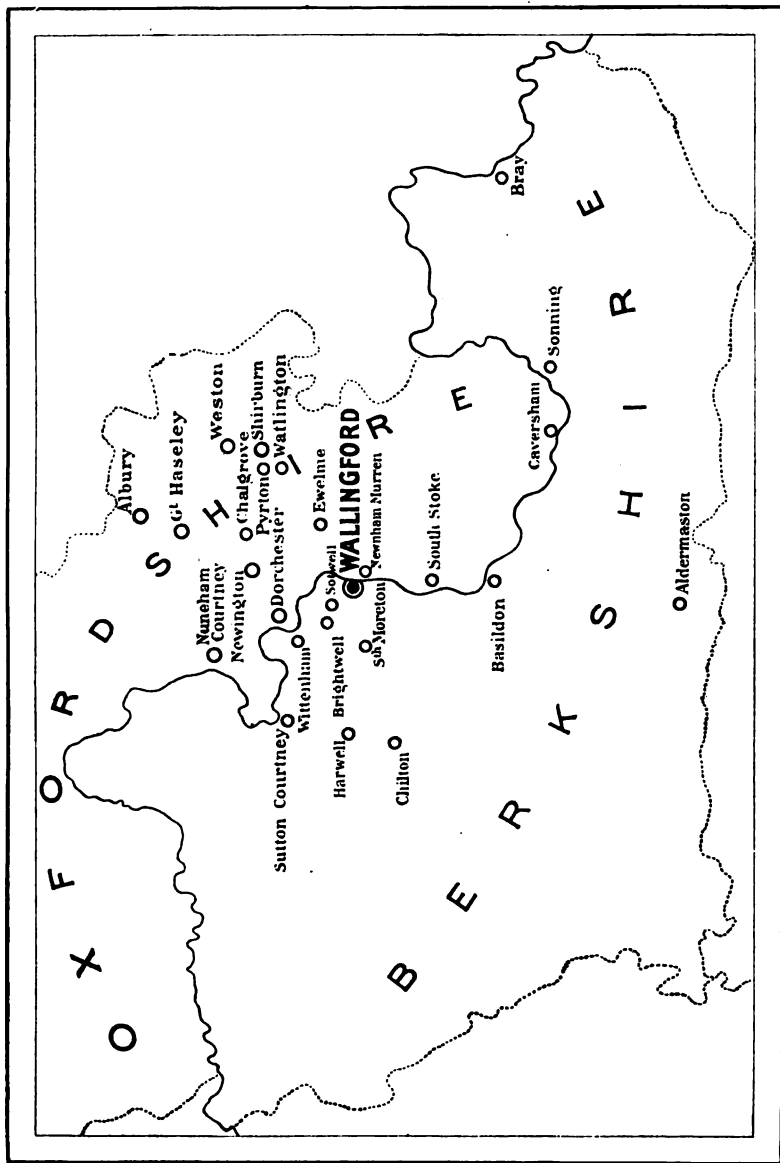 OXFORDSHIRE
BERKSHIRE
Albury
Gt Haseley
Weston
Nuneham
Courtney
Newington
Chalgrove
Pyrton
Shirburn
Watlington
Dorchester
Ewelme
Sutton Courtney
Wittenham
Brightwell
Sotwell
WALLINGFORD
Newnham Murren
Harwell
Sth Moreton
Chilton
South Stoke
Basildon
Bray
Sonning
Caversham
Aldermaston